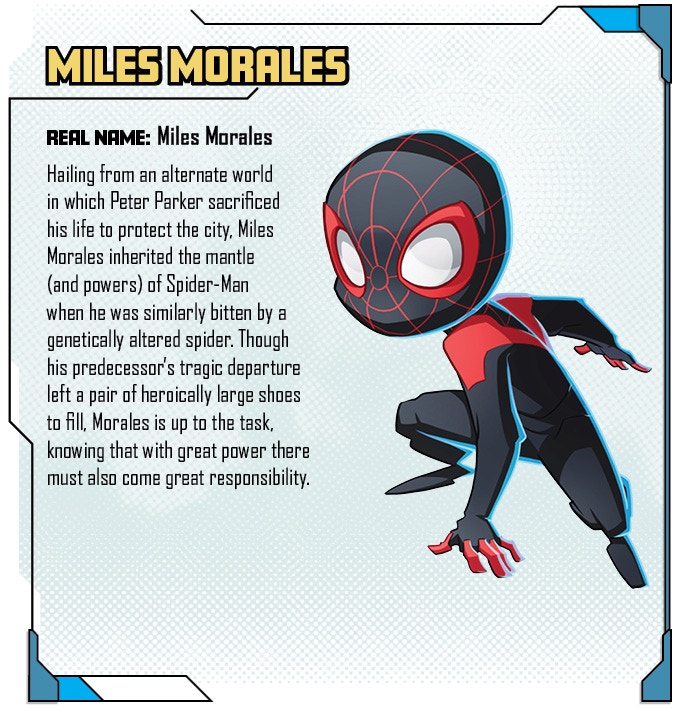 MILES MORALES
REAL NAME: Miles Morales
Hailing from an alternate world
in which Peter Parker sacrificed
his life to protect the city, Miles
Morales inherited the mantle
(and powers) of Spider-Man
when he was similarly bitten by a
genetically altered spider. Though
his predecessor's tragic departure
left a pair of heroically large shoes
to fill, Morales is up to the task,
knowing that with great power there
must also come great responsibility.